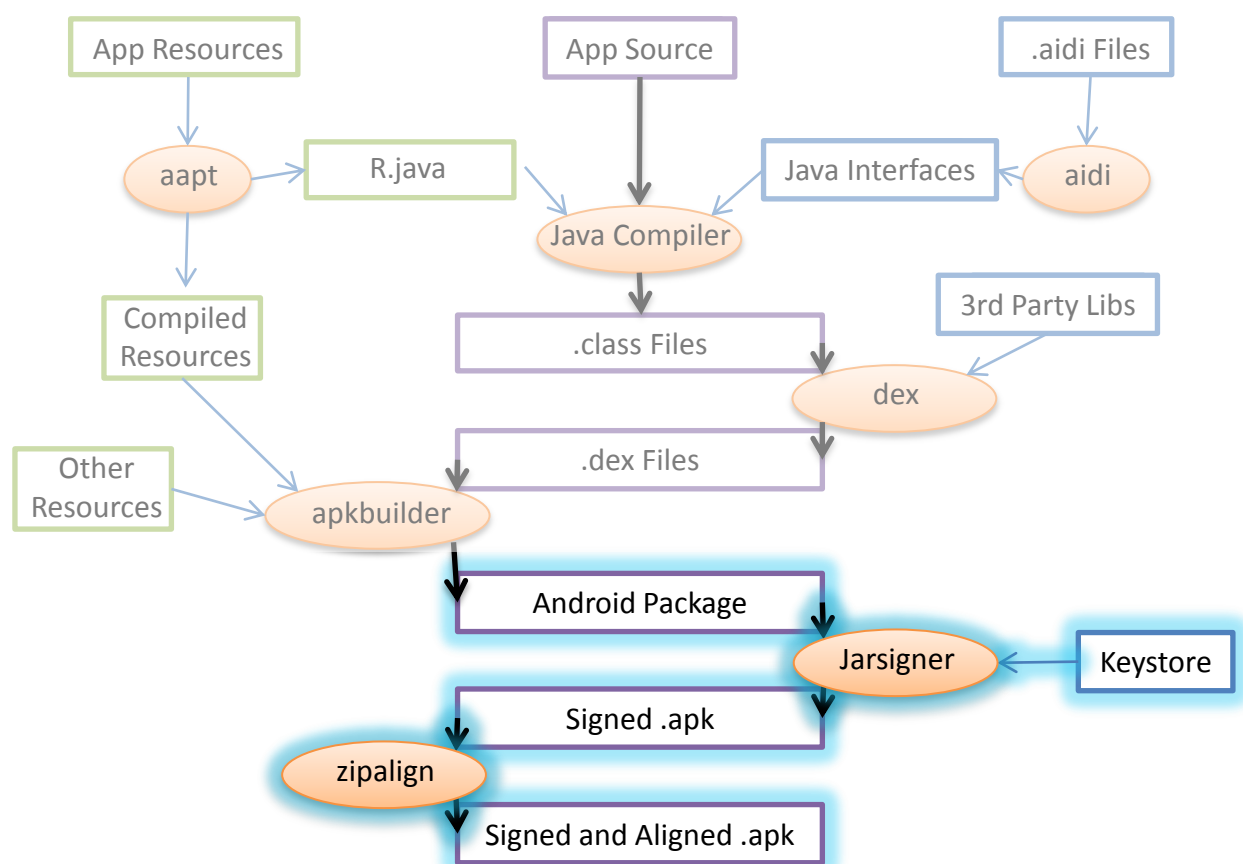 App Resources
App Source
.aidi Files
aapt
R.java
Java Interfaces
aidi
Java Compiler
Compiled
Resources
3rd Party Libs
.class Files
dex
Other
Resources
.dex Files
apkbuilder
Android Package
Jarsigner
Keystore
Signed .apk
zipalign
Signed and Aligned .apk